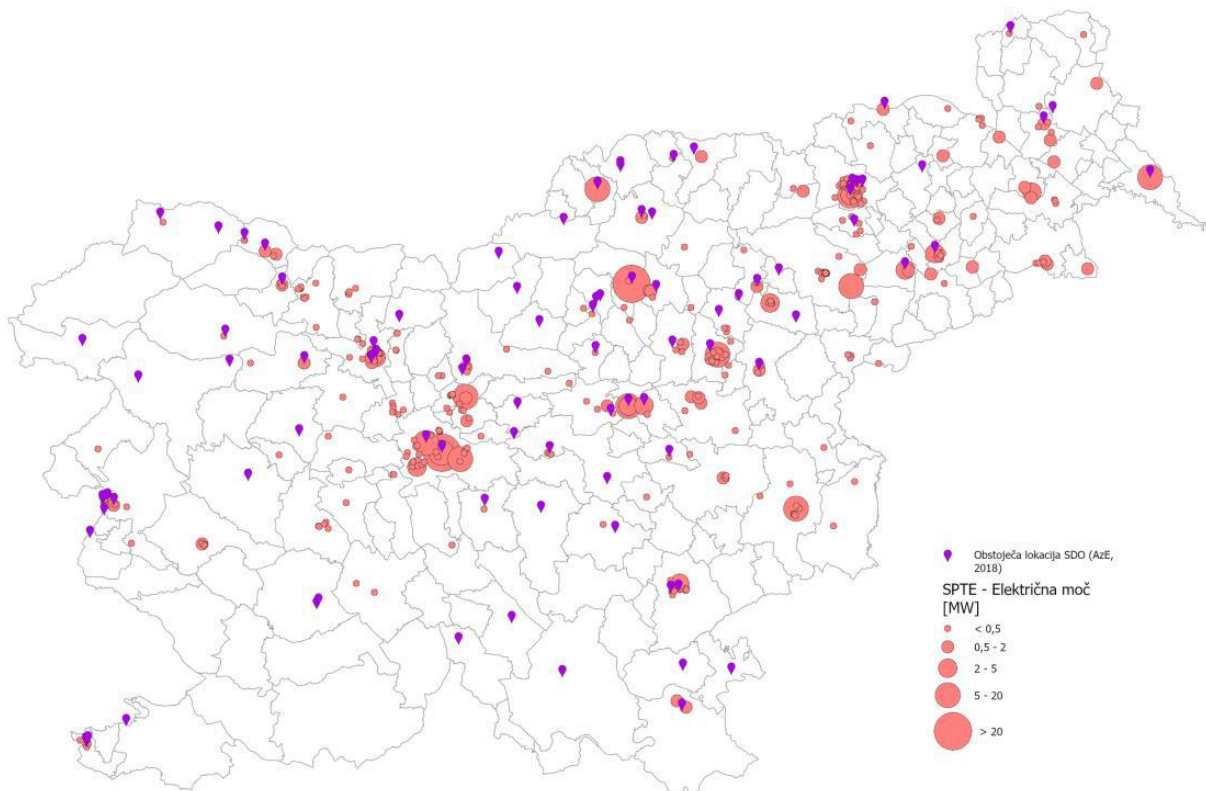 Obstoječa lokacija SDO (AzE,
2018)
SPTE - Električna moč
[MW]
< 0,5
0,5 - 2
2 - 5
5 - 20
> 20